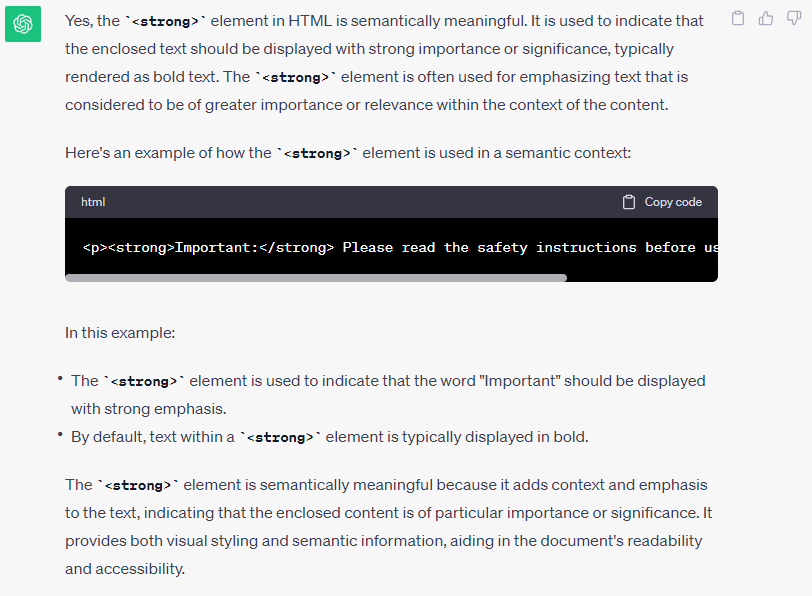 Yes, the `<strong>` element in HTML is semantically meaningful. It is used to indicate that
the enclosed text should be displayed with strong importance or significance, typically
rendered as bold text. The `<strong>` element is often used for emphasizing text that is
considered to be of greater importance or relevance within the context of the content.
Here's an example of how the `<strong>` element is used in a semantic context:
html Copy code
<p><strong>Important:</strong> Please read the safety instructions before us
In this example:
• The `<strong>` element is used to indicate that the word "Important" should be displayed
with strong emphasis.
• By default, text within a `<strong>` element is typically displayed in bold.
The `<strong>` element is semantically meaningful because it adds context and emphasis
to the text, indicating that the enclosed content is of particular importance or significance. It
provides both visual styling and semantic information, aiding in the document's readability
and accessibility.